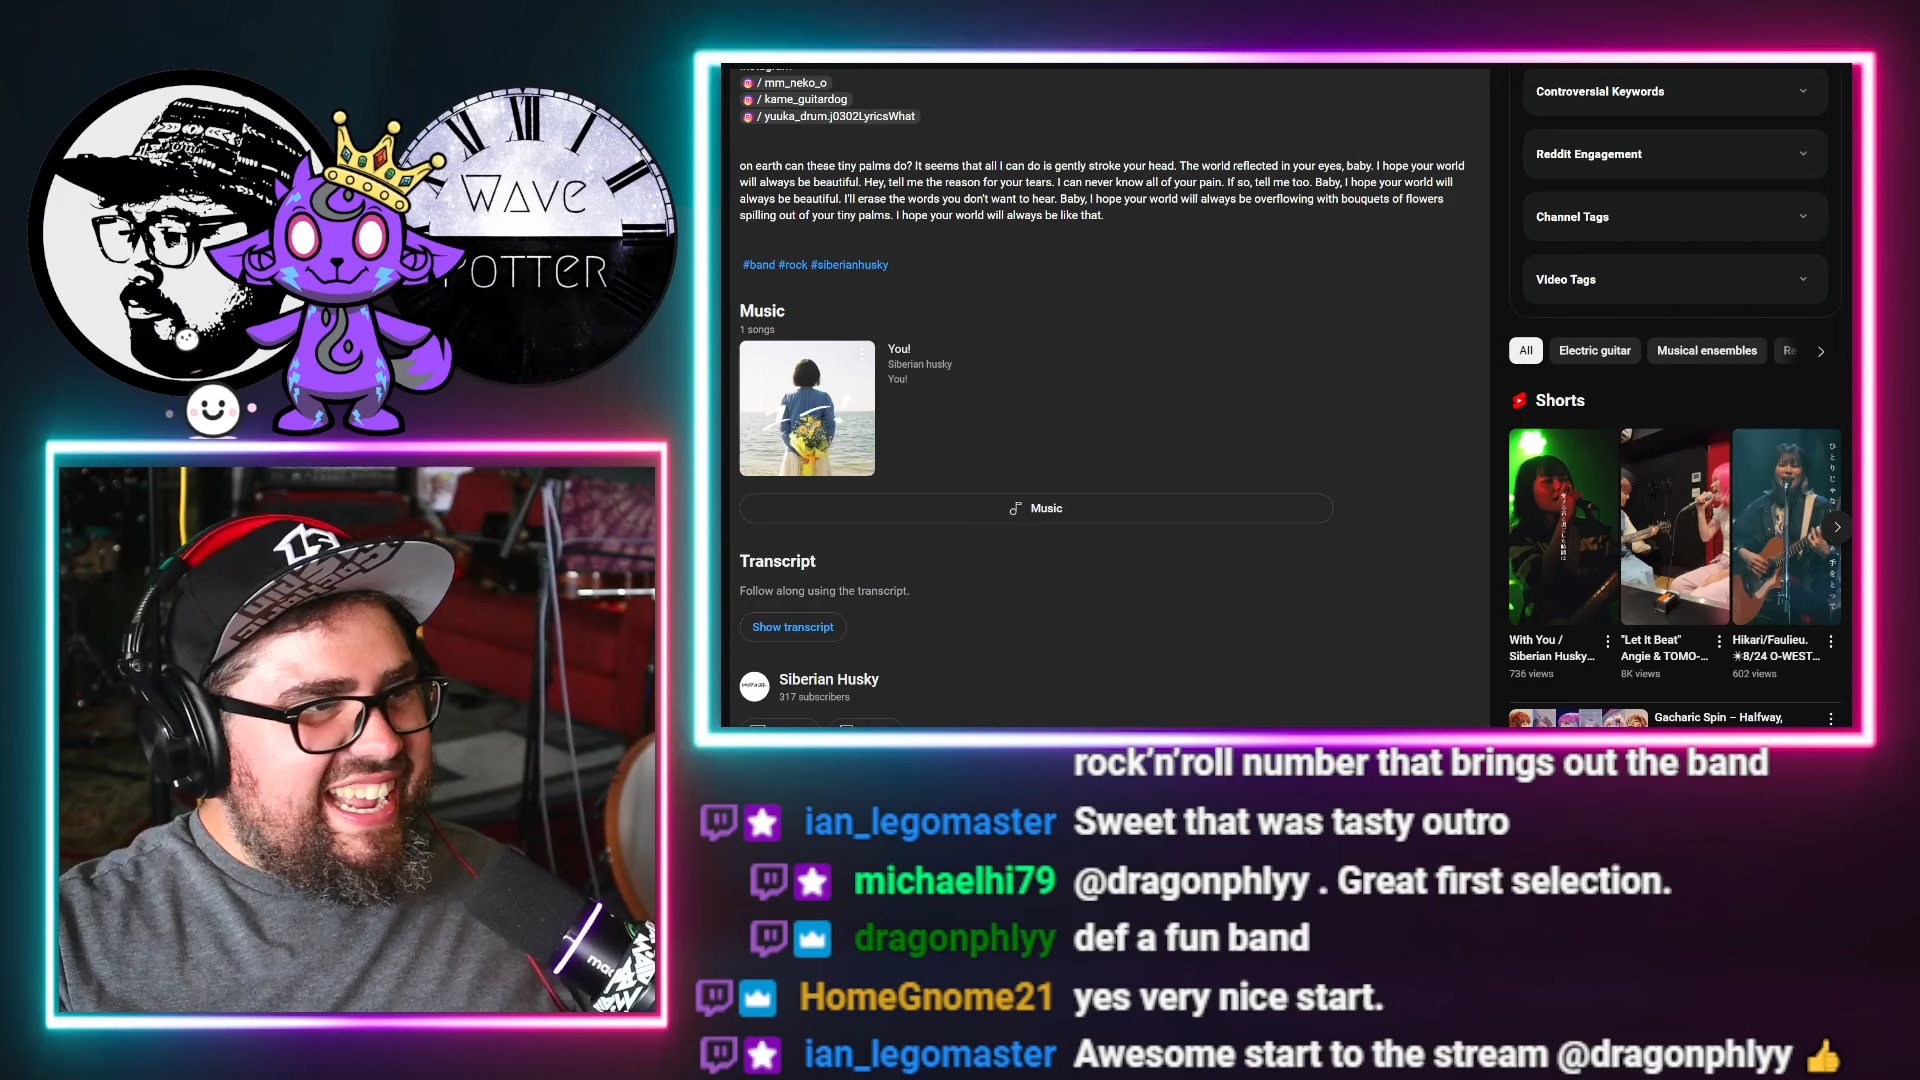 WAVE
POTTER
/ mm_neko_o
/ kame_guitardog
/ yuuka_drum.j0302LyricsWhat
on earth can these tiny palms do? It seems that all I can do is gently stroke your head. The world reflected in your eyes, baby. I hope your world
will always be beautiful. Hey, tell me the reason for your tears. I can never know all of your pain. If so, tell me too. Baby, I hope your world will
always be beautiful. I'll erase the words you don't want to hear. Baby, I hope your world will always be overflowing with bouquets of flowers
spilling out of your tiny palms. I hope your world will always be like that.
#band #rock #siberianhusky
Music
1 songs
You!
Siberian husky
You!
Music
Transcript
Follow along using the transcript.
Show transcript
Siberian Husky
317 subscribers
Controversial Keywords
Reddit Engagement
Channel Tags
Video Tags
All
Electric guitar
Musical ensembles
Re
Shorts
With You /
Siberian Husky...
736 views
"Let It Beat"
Angie & TOMO-...
8K views
Hikari/Faulieu.
✴8/24 O-WEST...
602 views
Gacharic Spin – Halfway,
rock'n'roll number that brings out the band
ian_legomaster Sweet that was tasty outro
michaelhi79 @dragonphlyy . Great first selection.
dragonphlyy def a fun band
HomeGnome21 yes very nice start.
ian_legomaster Awesome start to the stream @dragonphlyy 👍